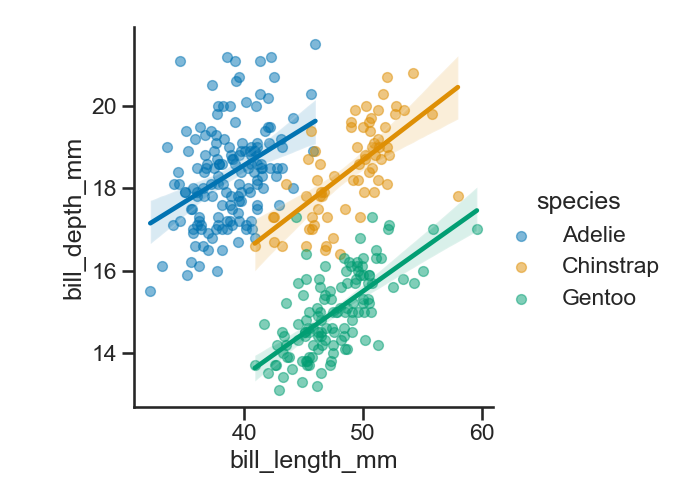 20
18
16
14
bill_depth_mm
40 50 60
bill_length_mm
species
Adelie
Chinstrap
Gentoo